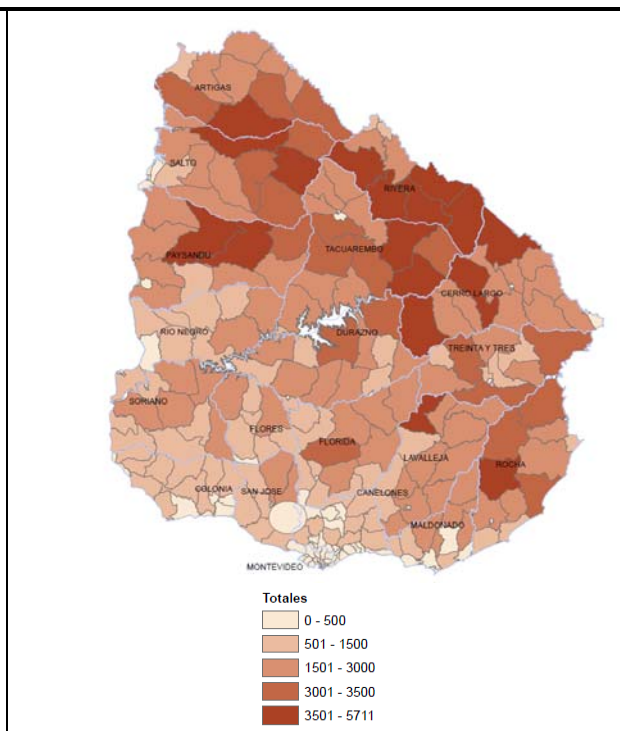 ARTIGAS
SALTO
RIVERA
PAYSANDU
TACUAREMBO
CERRO LARGO
RIO NEGRO
DURAZNO
TREINTA Y TRES
SORIANO
FLORES
FLORIDA
LAVALLEJA
ROCHA
COLONIA
SAN JOSE
CANELONES
MALDONADO
MONTEVIDEO
Totales
0 - 500
501 - 1500
1501 - 3000
3001 - 3500
3501 - 5711